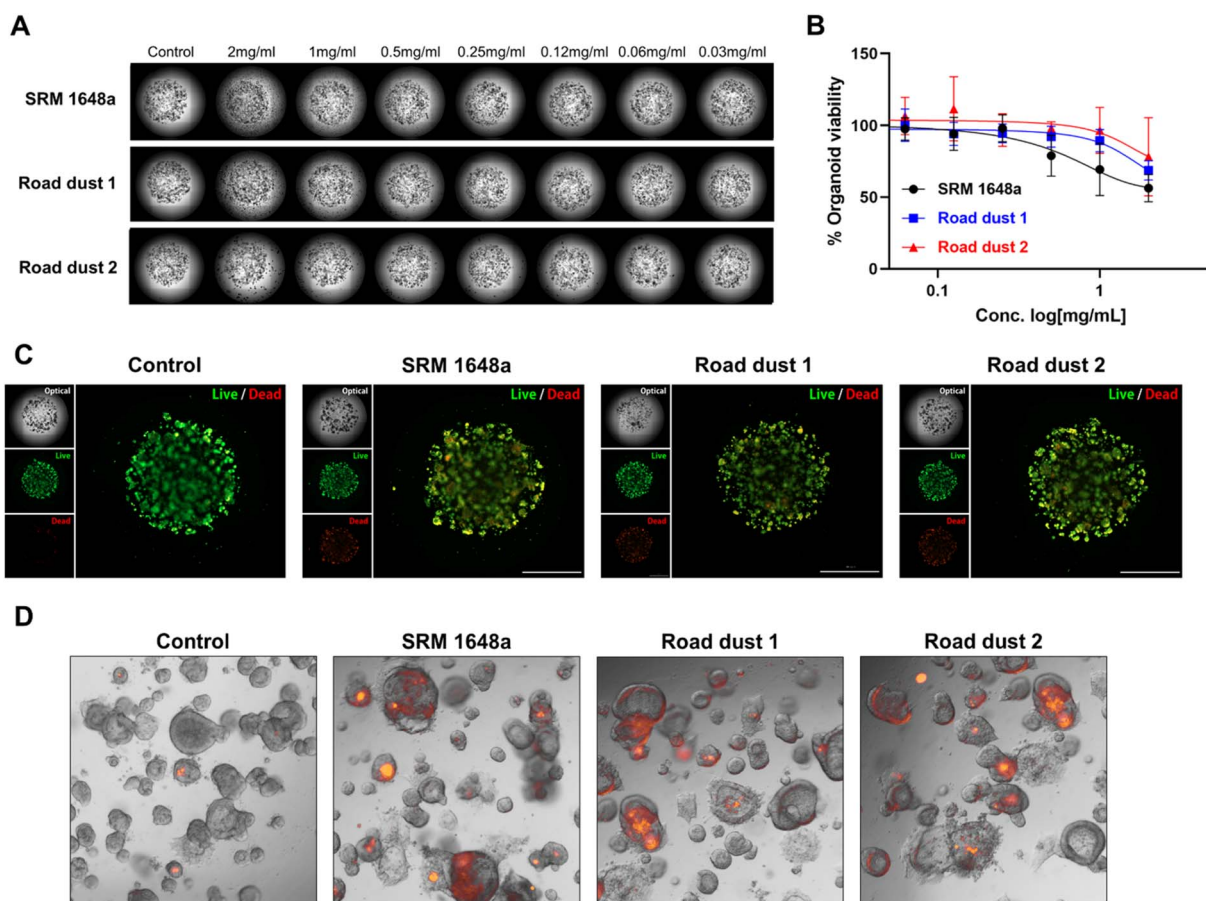 A
Control 2mg/ml 1mg/ml 0.5mg/ml 0.25mg/ml 0.12mg/ml 0.06mg/ml 0.03mg/ml
SRM 1648a
Road dust 1
Road dust 2
B
% Organoid viability
150
100
50
0
SRM 1648a
Road dust 1
Road dust 2
0.1 1
Conc. log[mg/mL]
C
Control SRM 1648a Road dust 1 Road dust 2
Optical
Live
Dead
Live / Dead
Optical
Live
Dead
Live / Dead
Optical
Live
Dead
Live / Dead
Optical
Live
Dead
Live / Dead
D
Control SRM 1648a Road dust 1 Road dust 2